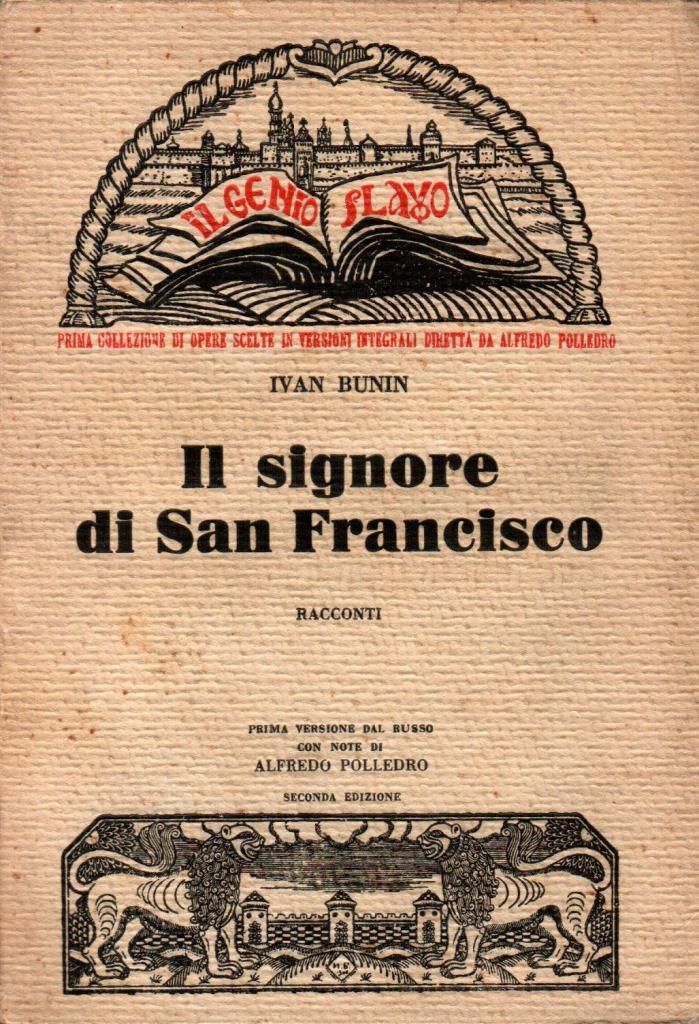 IL GENIO SLAVO
PRIMA COLLEZIONE DI OPERE SCELTE IN VERSIONI INTEGRALI DIRETTA DA ALFREDO POLLEDRO
IVAN BUNIN
Il signore
di San Francisco
RACCONTI
PRIMA VERSIONE DAL RUSSO
CON NOTE DI
ALFREDO POLLEDRO
SECONDA EDIZIONE